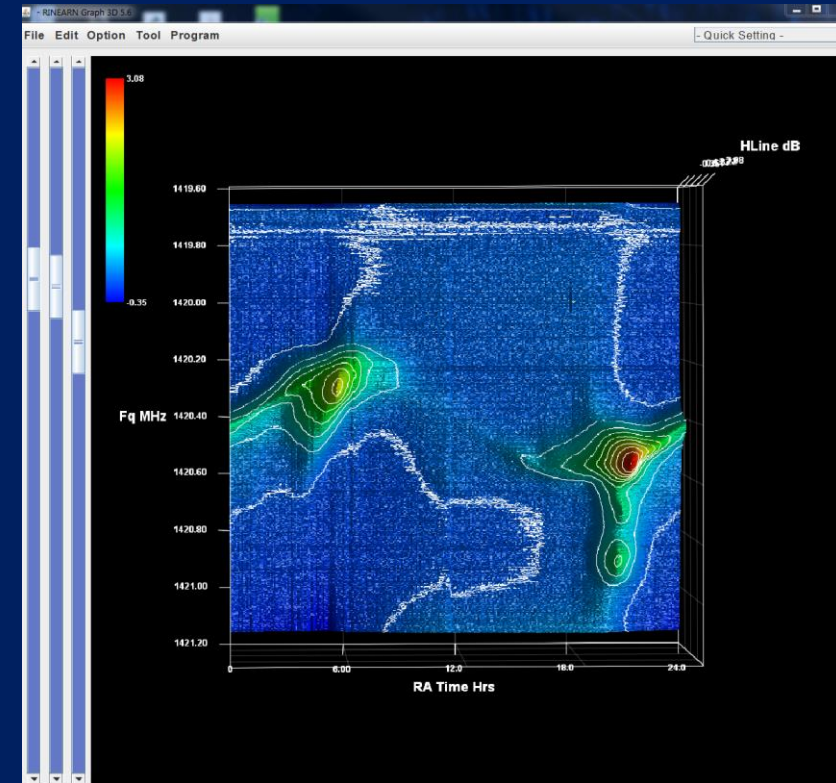 - RINEARN Graph 3D 5.6
File Edit Option Tool Program
- Quick Setting -
3.08
-0.35
HLine dB
1419.60
1419.80
1420.00
1420.20
1420.40
Fq MHz
1420.60
1420.80
1421.00
1421.20
0 6.00 12.0 18.0 24.0
RA Time Hrs